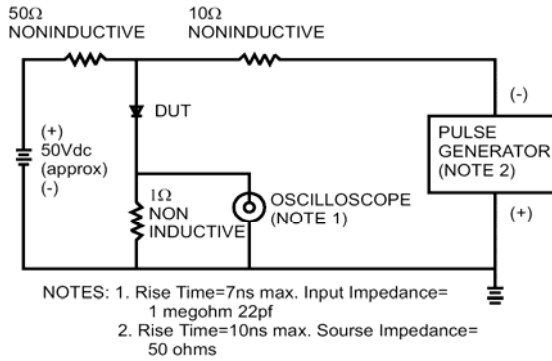 50Ω
NONINDUCTIVE
10Ω
NONINDUCTIVE
DUT
(+)
50Vdc
(approx)
(-)
1Ω
NON
INDUCTIVE
OSCILLOSCOPE
(NOTE 1)
(-)
PULSE
GENERATOR
(NOTE 2)
(+)
NOTES: 1. Rise Time=7ns max. Input Impedance=
1 megohm 22pf
2. Rise Time=10ns max. Sourse Impedance=
50 ohms